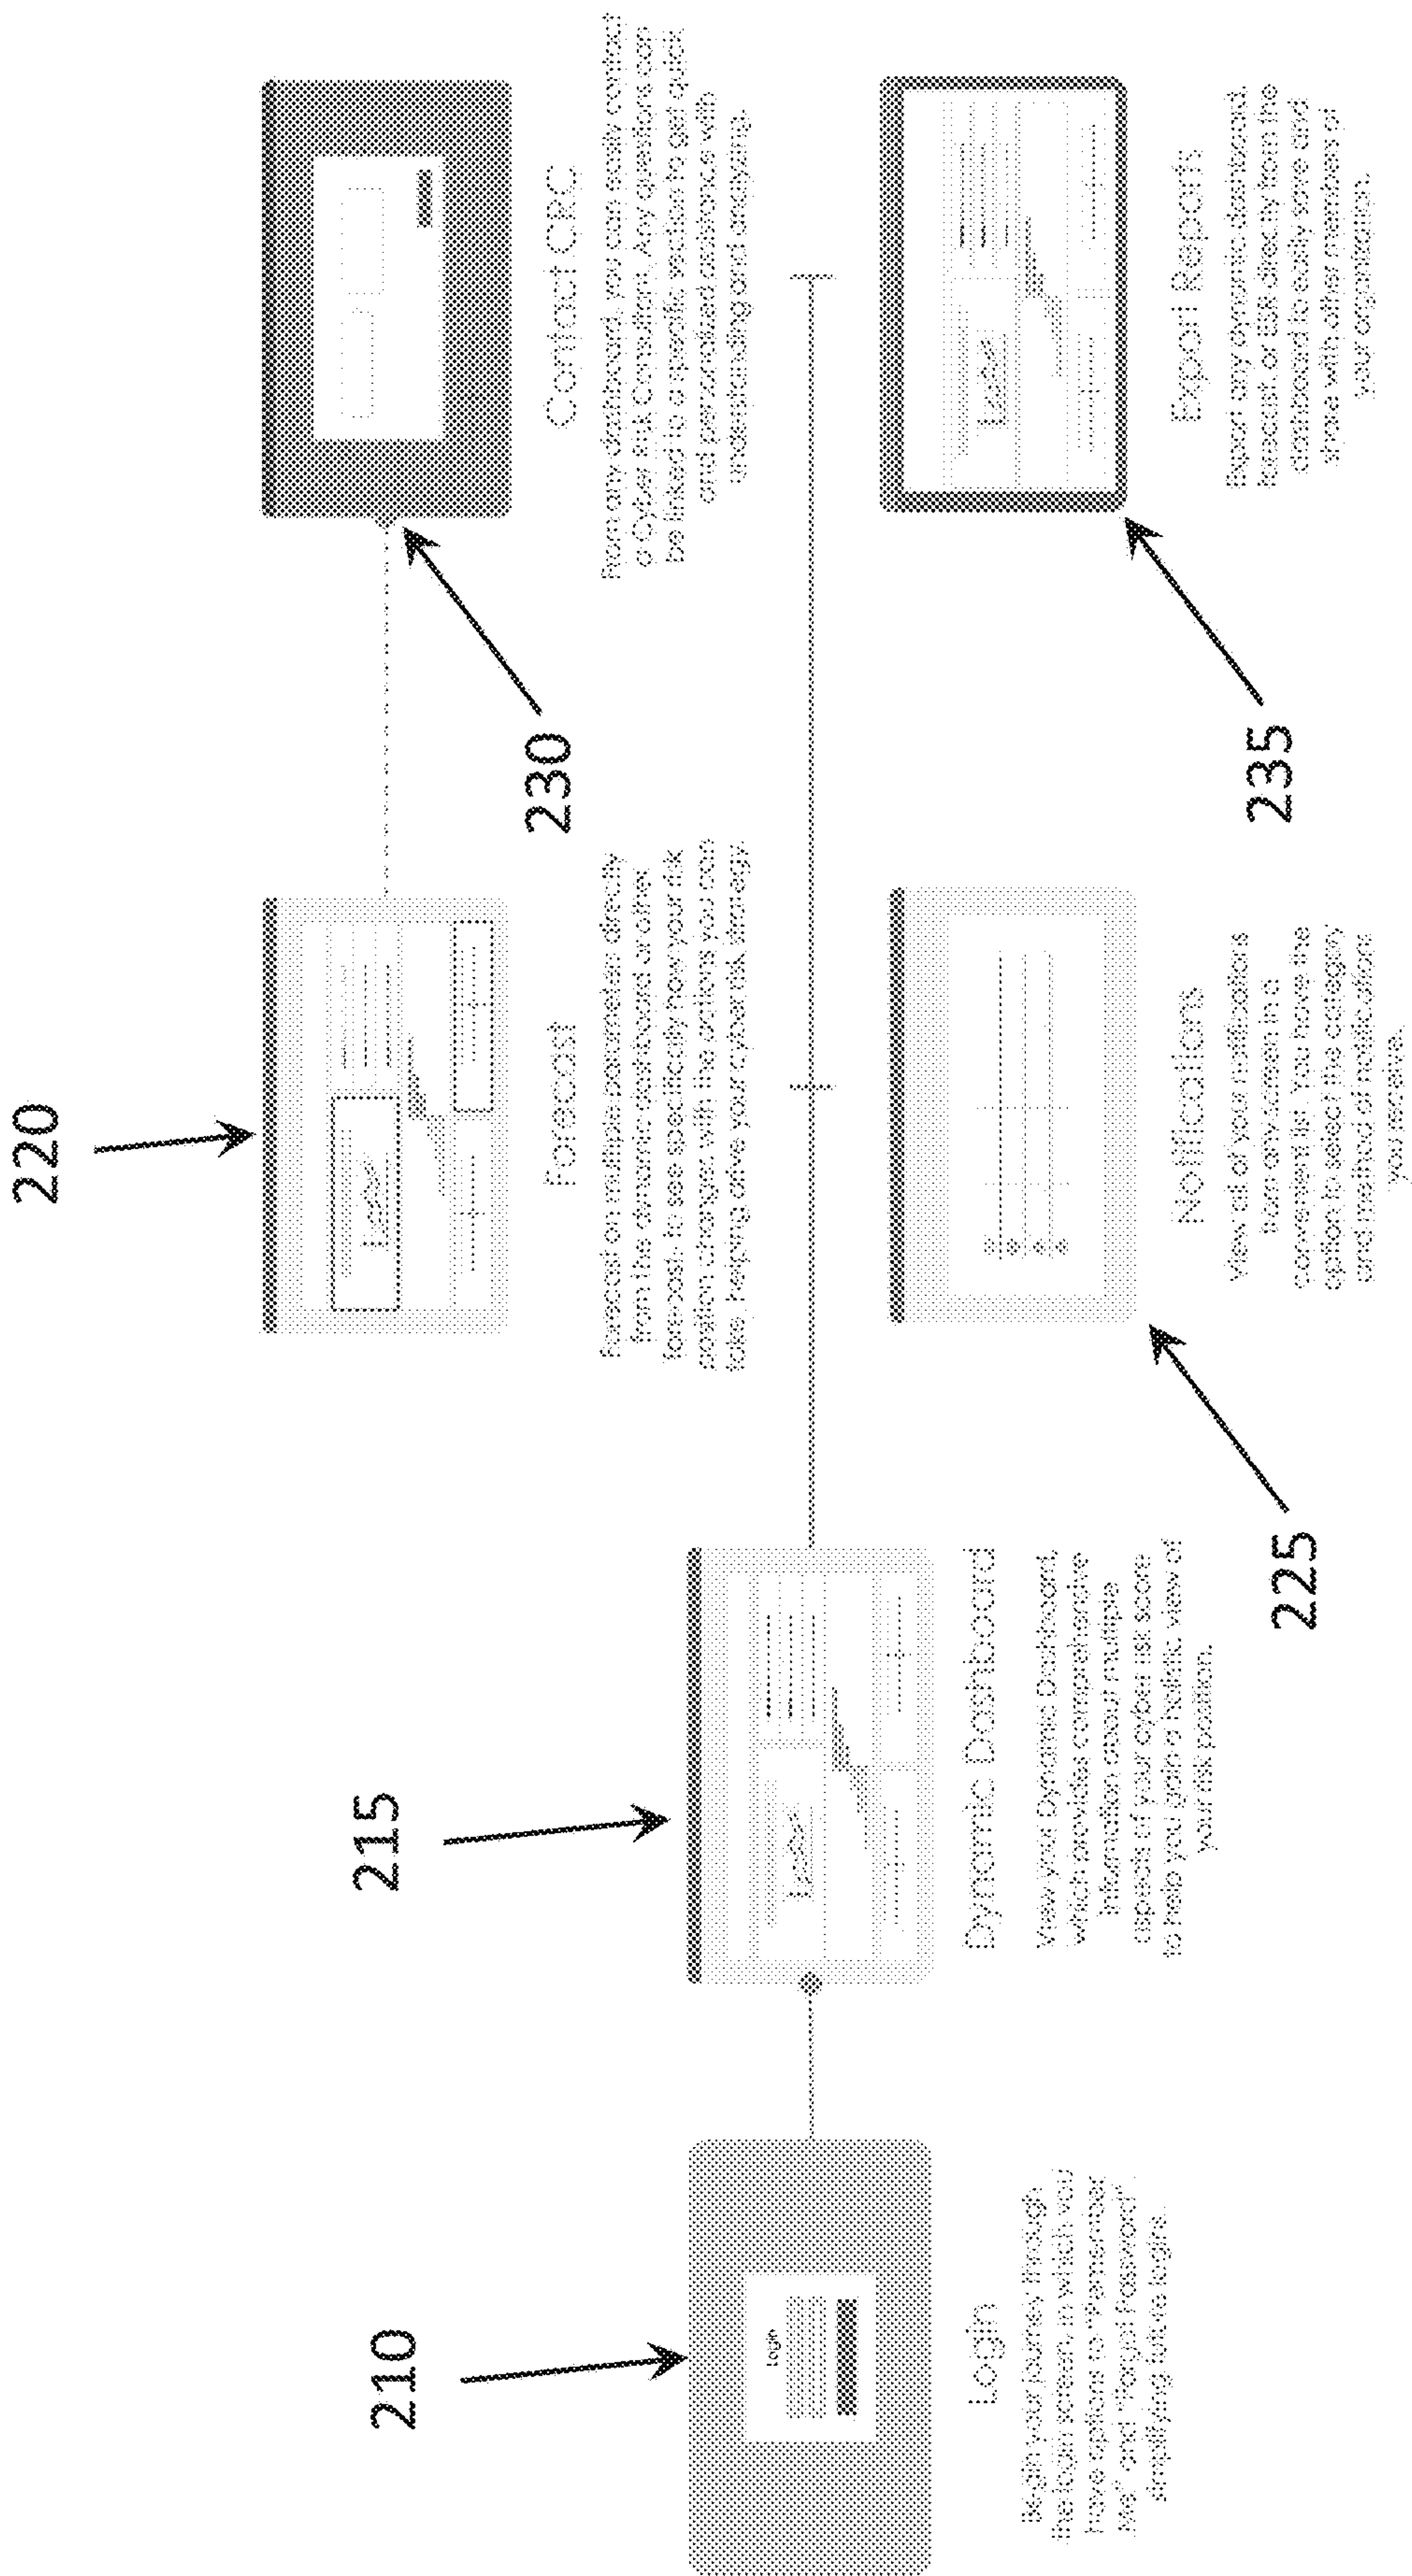 210
Login
Login
Begin your journey through
the login screen, in which you
have options to "Remember
Me" and "Forgot Password",
simplifying future logins.
215
Dynamic Dashboard
View your Dynamic Dashboard,
which provides comprehensive
information about multiple
aspects of your cyber risk score
to help you gain a holistic view of
your risk position.
220
Forecast
Forecast on multiple parameters directly
from the dynamic dashboard or other
forecast, to see specifically how your risk
position changes with the actions you can
take, helping drive your cyber risk strategy.
225
Notifications
View all of your notifications
from any screen in a
convenient list. You have the
option to select the category
and method of notifications
you receive.
230
Contact CRC
From any dashboard, you can easily contact
a Cyber Risk Consultant. Any questions can
be linked to a specific section to get quick
and personalized assistance with
understanding and analyzing.
235
Export Reports
Export any dynamic dashboard,
forecast, or ESR directly from the
dashboard to easily save and
share with other members of
your organization.